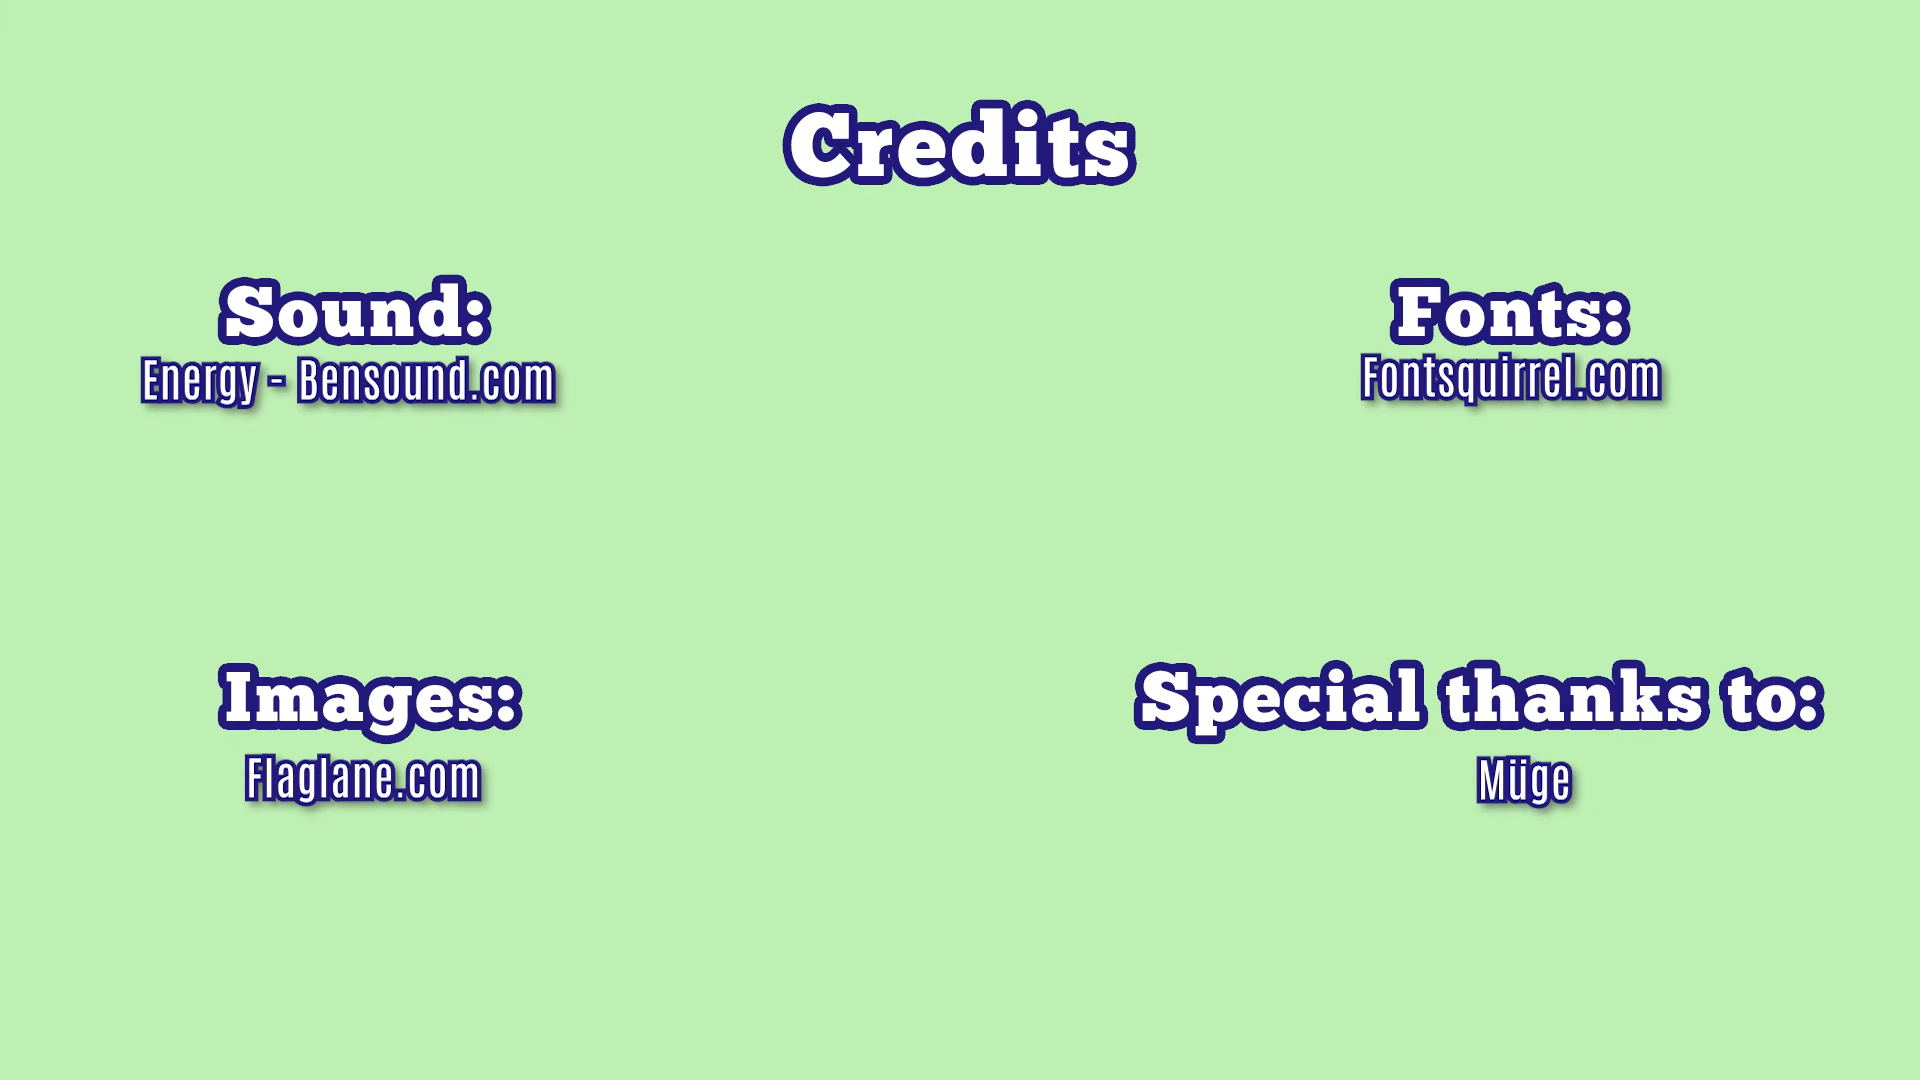 Credits
Sound:
Energy - Bensound.com
Fonts:
Fontsquirrel.com
Images:
Flaglane.com
Special thanks to:
Müge